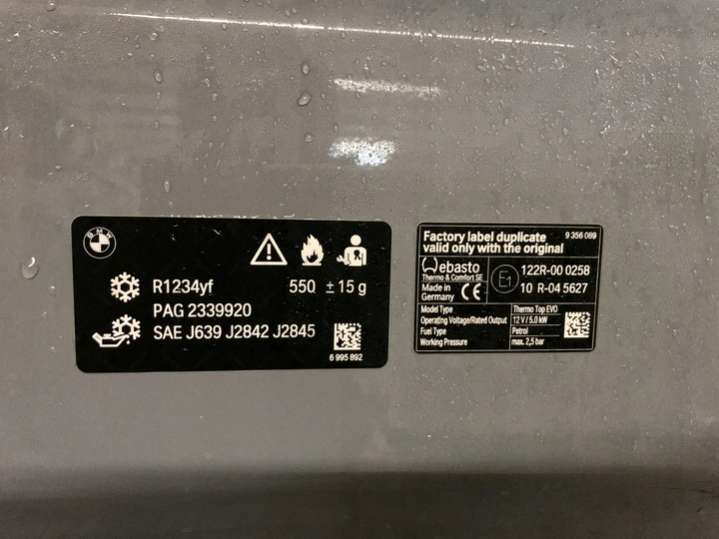 BMW
R1234yf 550 ± 15 g
PAG 2339920
SAE J639 J2842 J2845
6 995 892
Factory label duplicate
valid only with the original
9 356 089
Webasto
Thermo & Comfort SE
Made in
Germany
CE
E1
122R-00 0258
10 R-04 5627
Model Type Thermo Top EVO
Operating Voltage/Rated Output 12 V / 5.0 kW
Fuel Type Petrol
Working Pressure max. 2,5 bar